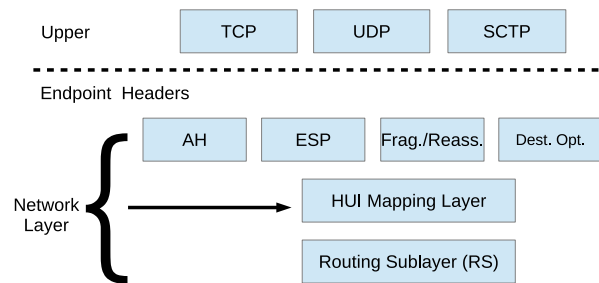 Upper
TCP
UDP
SCTP
Endpoint Headers
AH
ESP
Frag./Reass.
Dest. Opt.
Network
Layer
HUI Mapping Layer
Routing Sublayer (RS)